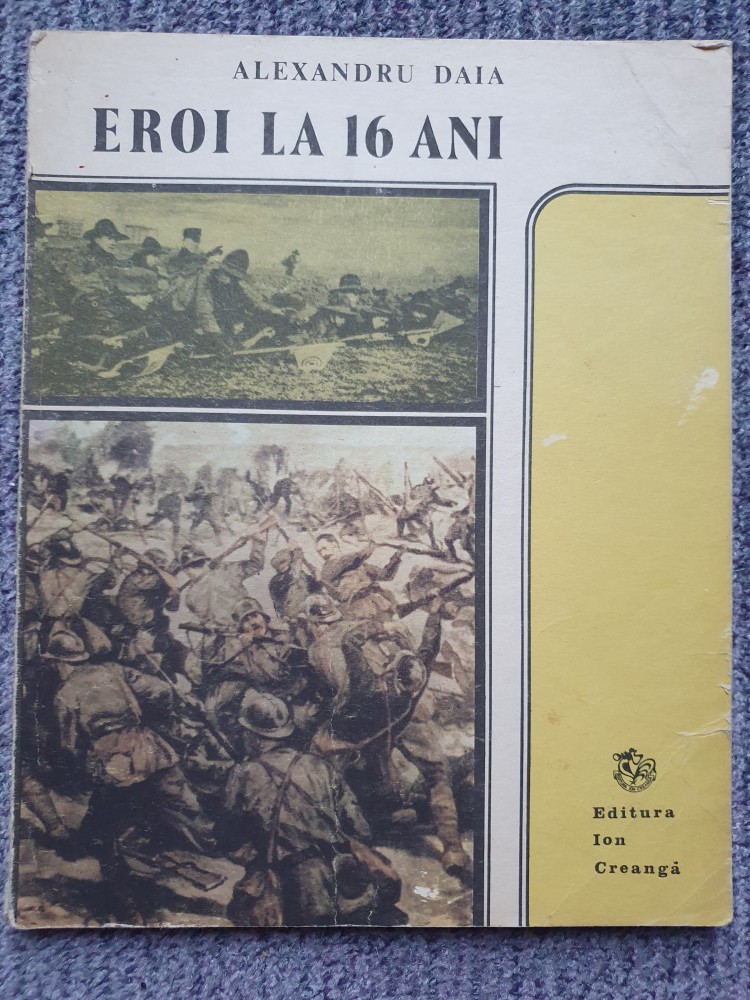 ALEXANDRU DAIA
EROI LA 16 ANI
Editura
Ion
Creangă